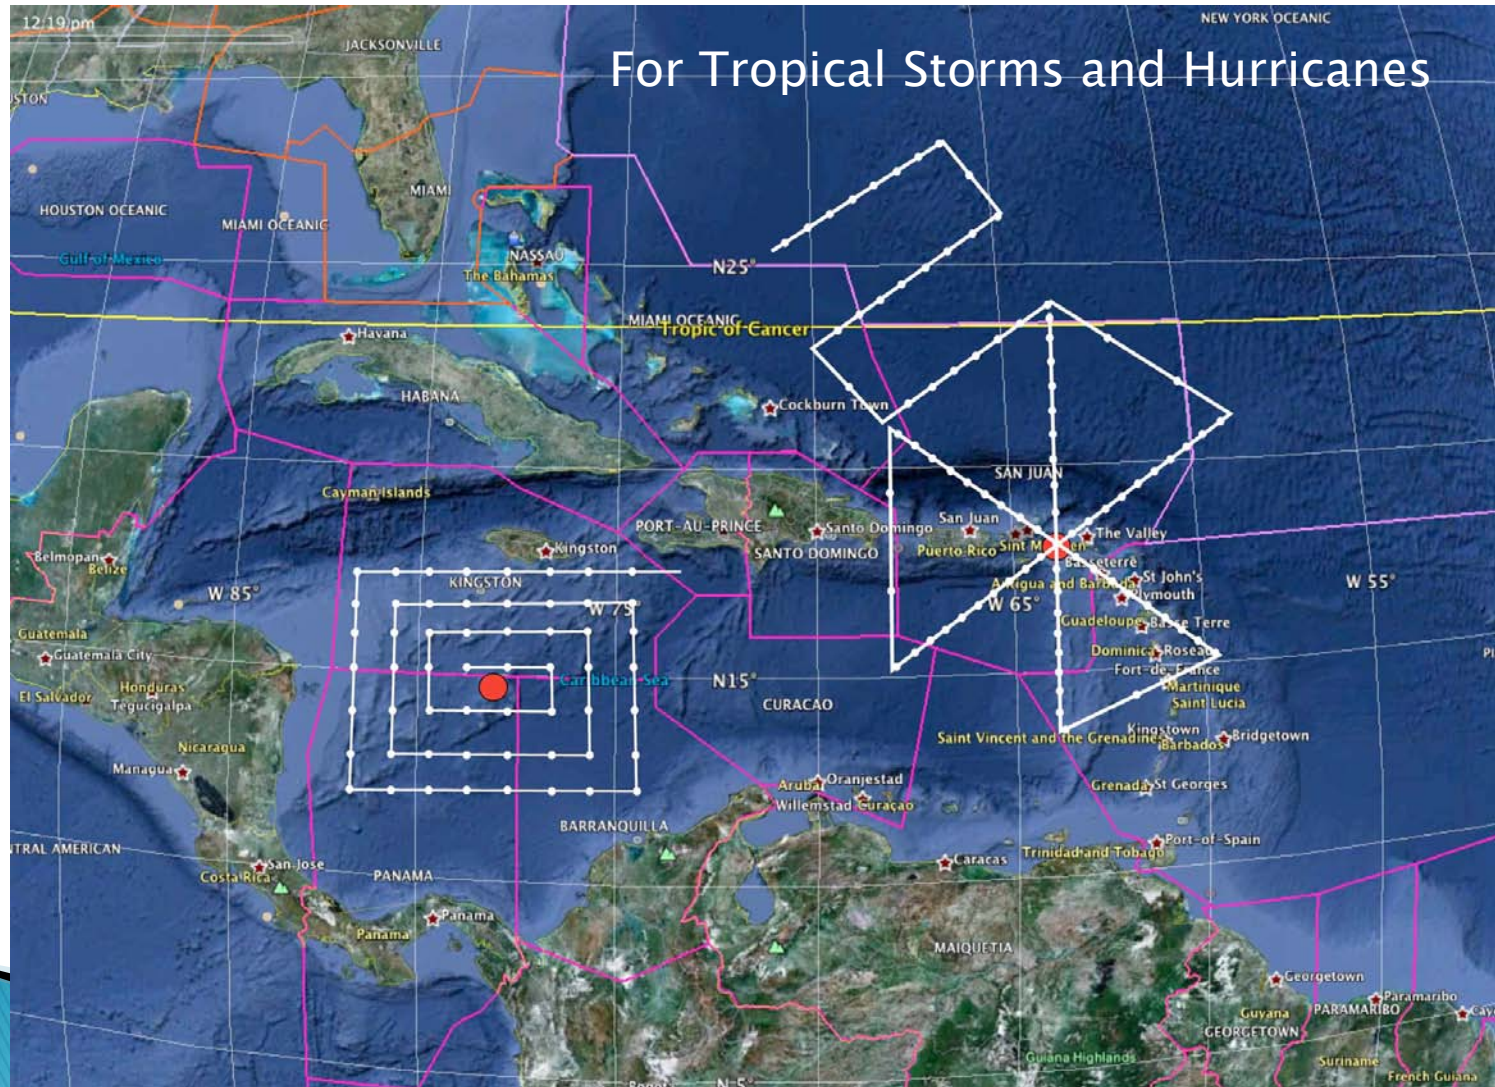 12:19 pm
NEW YORK OCEANIC
JACKSONVILLE
For Tropical Storms and Hurricanes
MIAMI
HOUSTON OCEANIC
MIAMI OCEANIC
Gulf of Mexico
NASSAU
The Bahamas
N25°
MIAMI OCEANIC
Tropic of Cancer
Havana
HABANA
Cockburn Town
SAN JUAN
Cayman Islands
PORT-AU-PRINCE
Santo Domingo
San Juan
The Valley
Kingston
SANTO DOMINGO
Puerto Rico
Belmopan
Belize
Basseterre
KINGSTON
St John's
W 85°
W 75°
W 65°
Plymouth
W 55°
Guadeloupe
Basse Terre
Guatemala
Guatemala City
Dominica
Roseau
Fort-de-France
Caribbean Sea
N15°
El Salvador
Honduras
Tegucigalpa
CURACAO
Martinique
Saint Lucia
Nicaragua
Saint Vincent and the Grenadines
Kingstown
Barbados
Bridgetown
Managua
Aruba
Oranjestad
Grenada
St Georges
Willemstad
Curaçao
BARRANQUILLA
San Jose
Costa Rica
PANAMA
Caracas
Trinidad and Tobago
Port-of-Spain
Panama
Panama
MAIQUETIA
Georgetown
Guyana
GEORGETOWN
Paramaribo
PARAMARIBO
Guiana Highlands
Suriname
French Guiana
N 5°